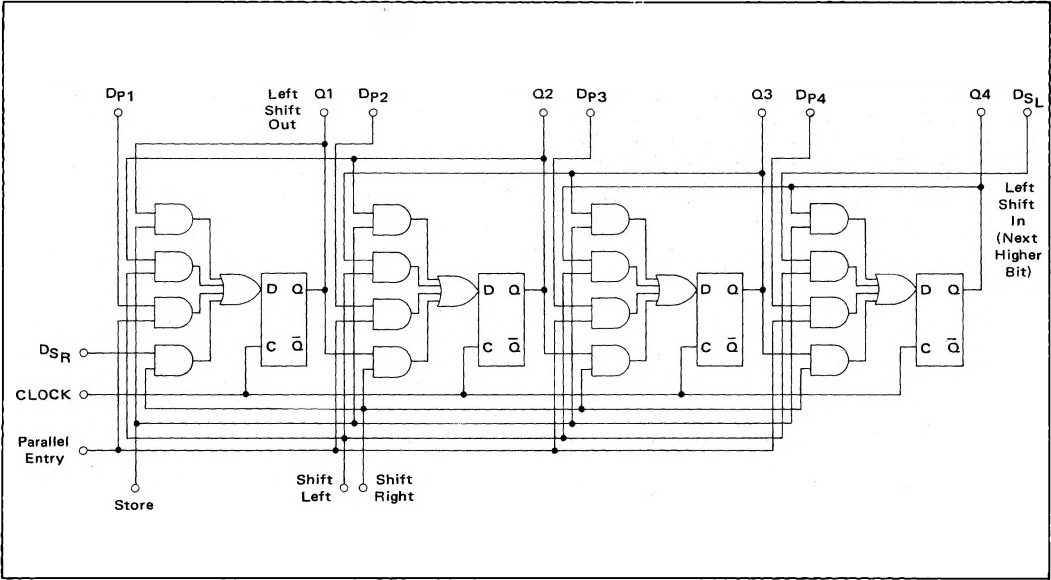 DP1
Left
Shift
Out
Q1
DP2
Q2
DP3
Q3
DP4
Q4
DSL
Left
Shift
In
(Next
Higher
Bit)
D Q
C Q̅
D Q
C Q̅
D Q
C Q̅
D Q
C Q̅
DSR
CLOCK
Parallel
Entry
Store
Shift
Left
Shift
Right